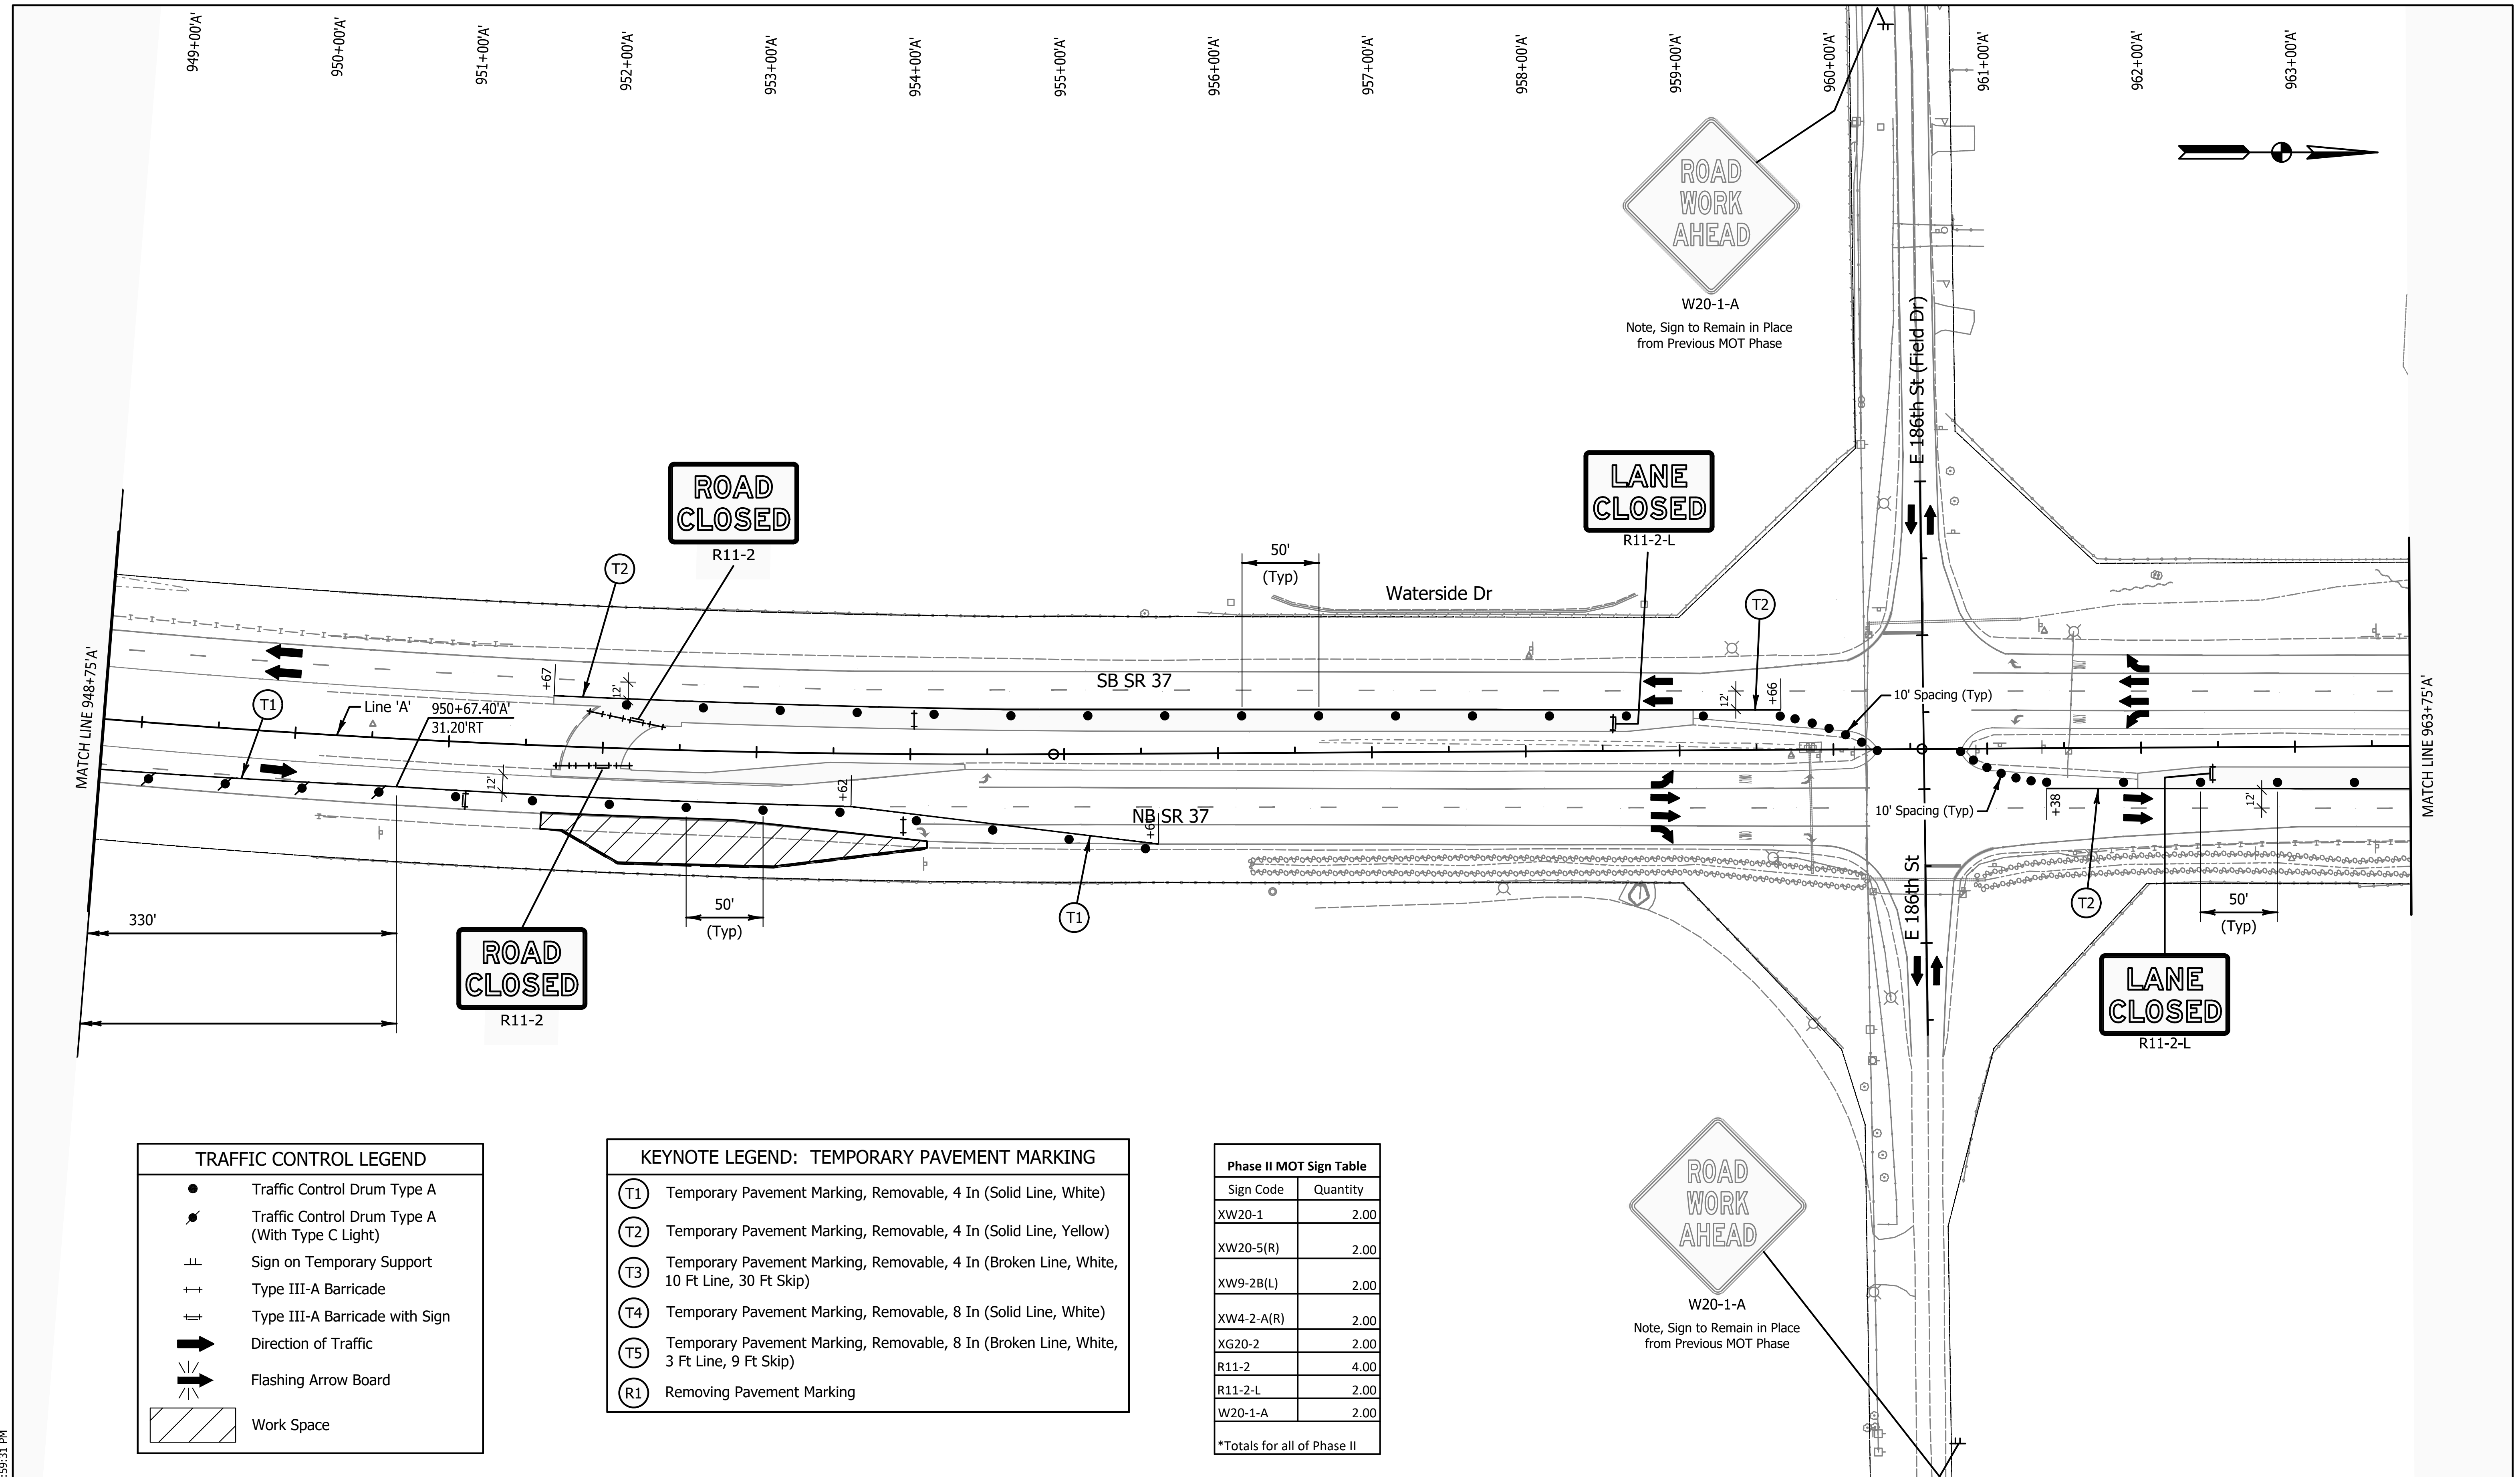 949+00'A'
950+00'A'
951+00'A'
952+00'A'
953+00'A'
954+00'A'
955+00'A'
956+00'A'
957+00'A'
958+00'A'
959+00'A'
960+00'A'
961+00'A'
962+00'A'
963+00'A'
ROAD
WORK
AHEAD
W20-1-A
Note, Sign to Remain in Place
from Previous MOT Phase
E 186th St (Field Dr)
ROAD
CLOSED
R11-2
LANE
CLOSED
R11-2-L
50'
(Typ)
Waterside Dr
T2
T2
MATCH LINE 948+75'A'
MATCH LINE 963+75'A'
+67
12'
SB SR 37
12'
+66
10' Spacing (Typ)
T1
Line 'A'
950+67.40'A'
31.20'RT
12'
+62
NB SR 37
10' Spacing (Typ)
+38
12'
E 186th St
330'
50'
(Typ)
T1
T2
50'
(Typ)
ROAD
CLOSED
R11-2
LANE
CLOSED
R11-2-L
TRAFFIC CONTROL LEGEND
Traffic Control Drum Type A
Traffic Control Drum Type A
(With Type C Light)
Sign on Temporary Support
Type III-A Barricade
Type III-A Barricade with Sign
Direction of Traffic
Flashing Arrow Board
Work Space
KEYNOTE LEGEND: TEMPORARY PAVEMENT MARKING
T1 Temporary Pavement Marking, Removable, 4 In (Solid Line, White)
T2 Temporary Pavement Marking, Removable, 4 In (Solid Line, Yellow)
T3 Temporary Pavement Marking, Removable, 4 In (Broken Line, White,
10 Ft Line, 30 Ft Skip)
T4 Temporary Pavement Marking, Removable, 8 In (Solid Line, White)
T5 Temporary Pavement Marking, Removable, 8 In (Broken Line, White,
3 Ft Line, 9 Ft Skip)
R1 Removing Pavement Marking
Phase II MOT Sign Table
Sign Code Quantity
XW20-1 2.00
XW20-5(R) 2.00
XW9-2B(L) 2.00
XW4-2-A(R) 2.00
XG20-2 2.00
R11-2 4.00
R11-2-L 2.00
W20-1-A 2.00
*Totals for all of Phase II
ROAD
WORK
AHEAD
W20-1-A
Note, Sign to Remain in Place
from Previous MOT Phase
:59:31 PM